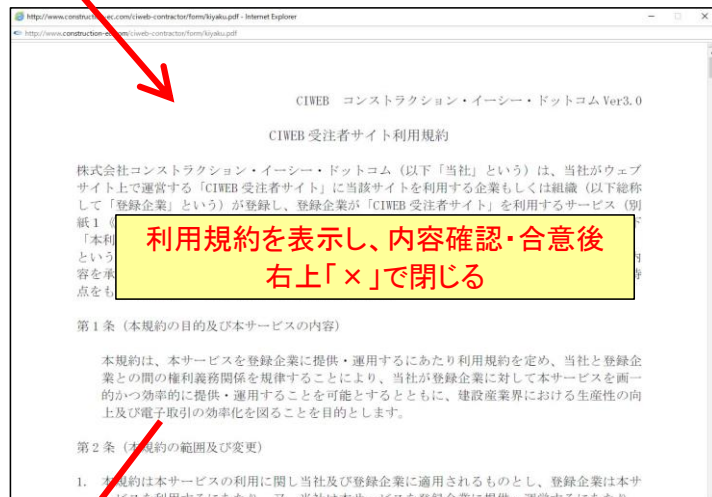 http://www.construction-ec.com/ciweb-contractor/form/kiyaku.pdf - Internet Explorer
http://www.construction-ec.com/ciweb-contractor/form/kiyaku.pdf
CIWEB コンストラクション・イーシー・ドットコム Ver3.0
CIWEB 受注者サイト利用規約
株式会社コンストラクション・イーシー・ドットコム（以下「当社」という）は、当社がウェブ
サイト上で運営する「CIWEB 受注者サイト」に当該サイトを利用する企業もしくは組織（以下総称
して「登録企業」という）が登録し、登録企業が「CIWEB 受注者サイト」を利用するサービス（別
紙1
「本利
という
容を承
点をも
利用規約を表示し、内容確認・合意後
右上「×」で閉じる
第1条（本規約の目的及び本サービスの内容）
本規約は、本サービスを登録企業に提供・運用するにあたり利用規約を定め、当社と登録企
業との間の権利義務関係を規律することにより、当社が登録企業に対して本サービスを画一
的かつ効率的に提供・運用することを可能とするとともに、建設産業界における生産性の向
上及び電子取引の効率化を図ることを目的とします。
第2条（本規約の範囲及び変更）
1. 本規約は本サービスの利用に関し当社及び登録企業に適用されるものとし、登録企業は本サ